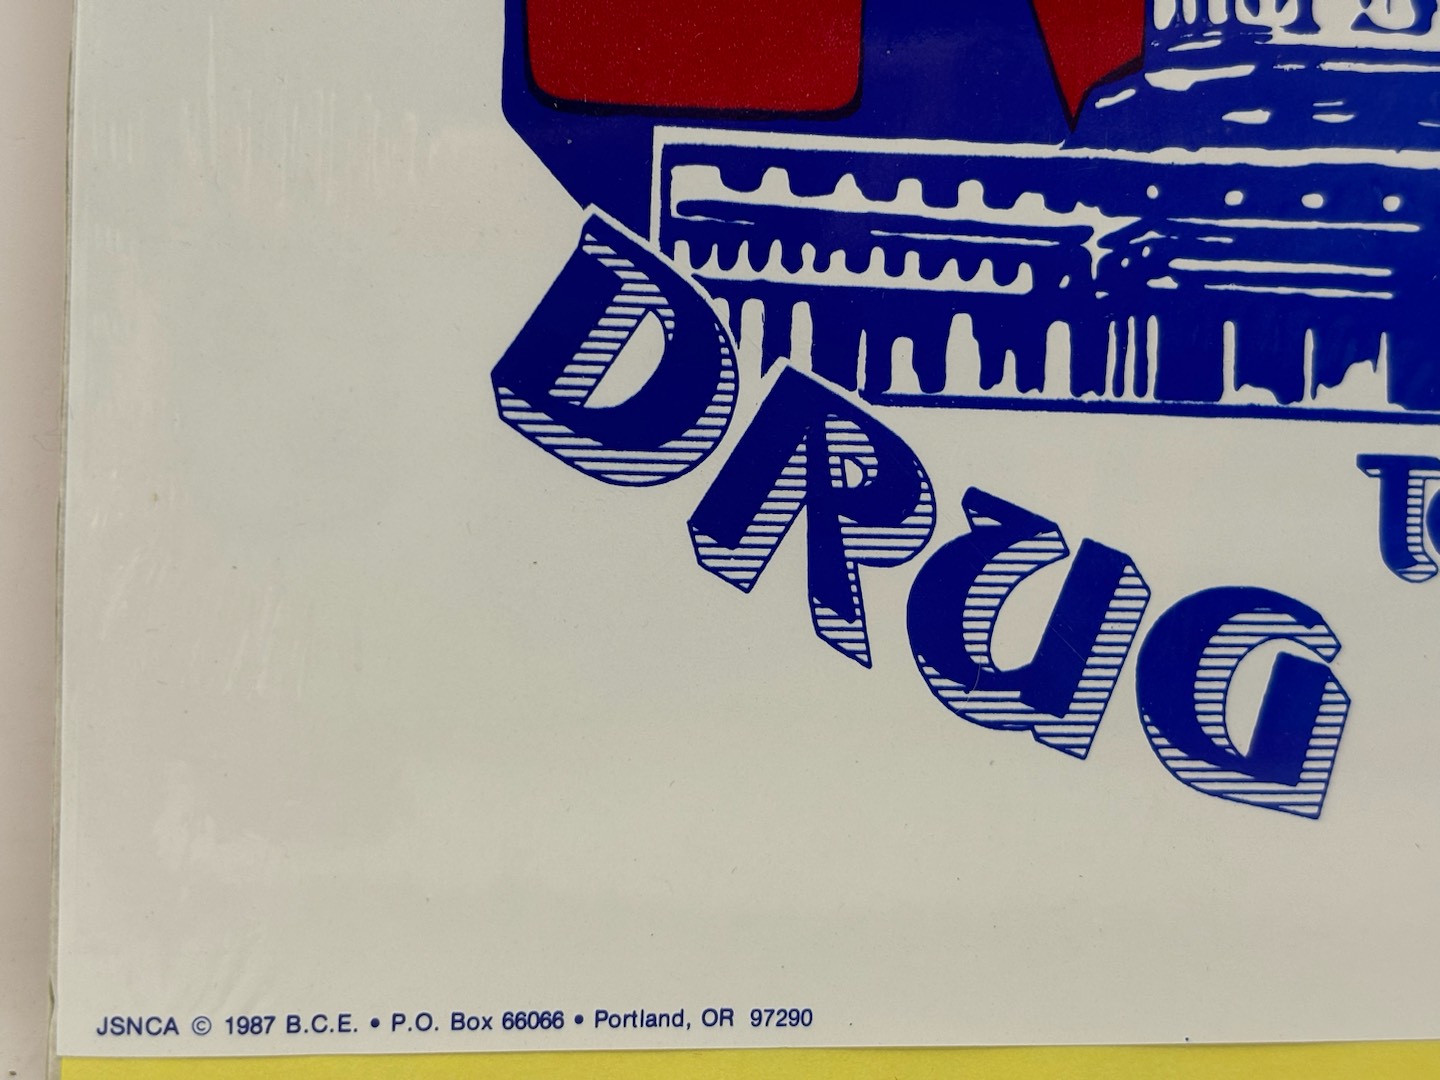 DRUG
JSNCA © 1987 B.C.E. • P.O. Box 66066 • Portland, OR 97290